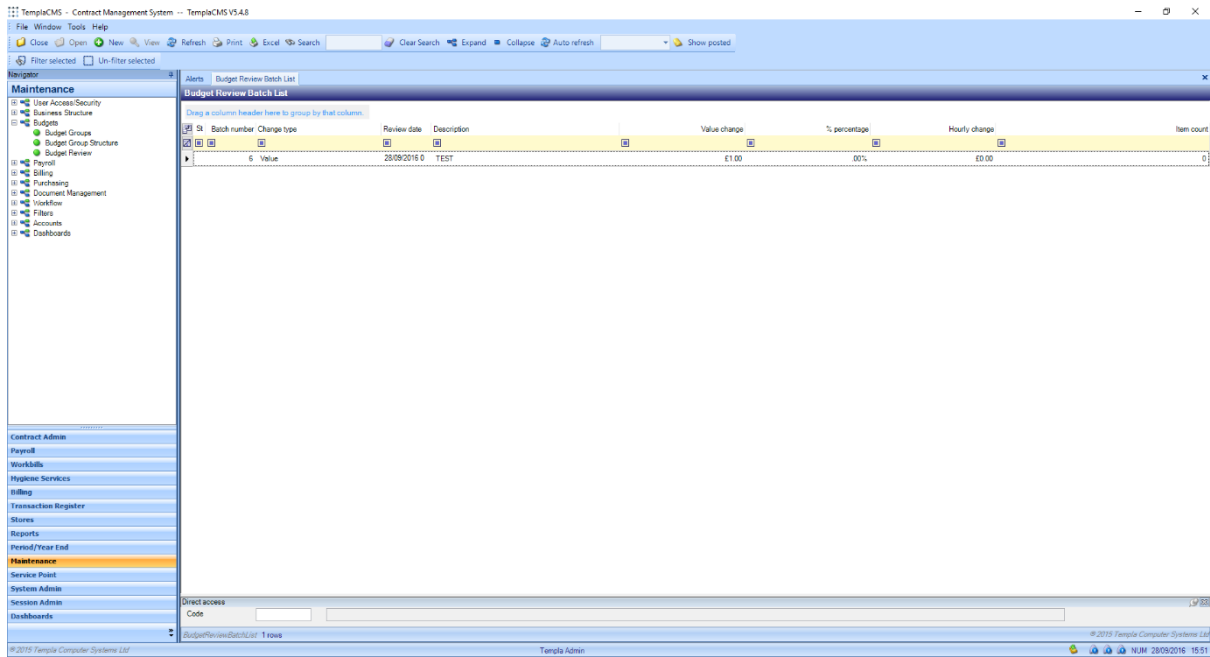 TemplaCMS - Contract Management System -- TemplaCMS V5.4.8
File Window Tools Help
Close Open New View Refresh Print Excel Search Clear Search Expand Collapse Auto refresh Show posted
Filter selected Un-filter selected
Navigator
Maintenance
User Access/Security
Business Structure
Budgets
Budget Groups
Budget Group Structure
Budget Review
Payroll
Billing
Purchasing
Document Management
Workflow
Filters
Accounts
Dashboards
Contract Admin
Payroll
Workbills
Hygiene Services
Billing
Transaction Register
Stores
Reports
Period/Year End
Maintenance
Service Point
System Admin
Session Admin
Dashboards
Alerts Budget Review Batch List
Budget Review Batch List
Drag a column header here to group by that column.
St Batch number Change type Review date Description Value change % percentage Hourly change Item count
6 Value 28/09/2016 0 TEST £1.00 .00% £0.00 0
Direct access
Code
BudgetReviewBatchList 1 rows © 2015 Templa Computer Systems Ltd
© 2015 Templa Computer Systems Ltd Templa Admin NUM 28/09/2016 15:51